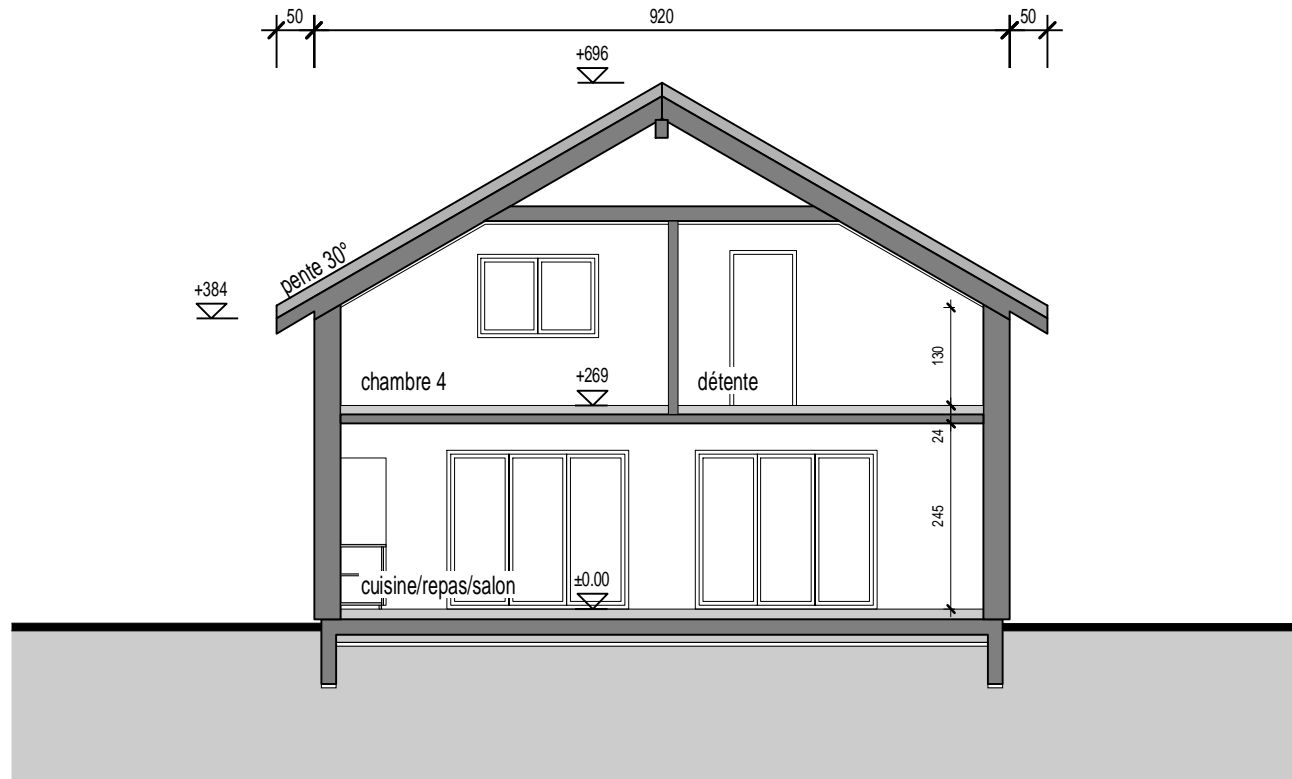 50 920 50
+696
pente 30°
+384
130
chambre 4 +269 détente
24
245
cuisine/repas/salon ±0.00